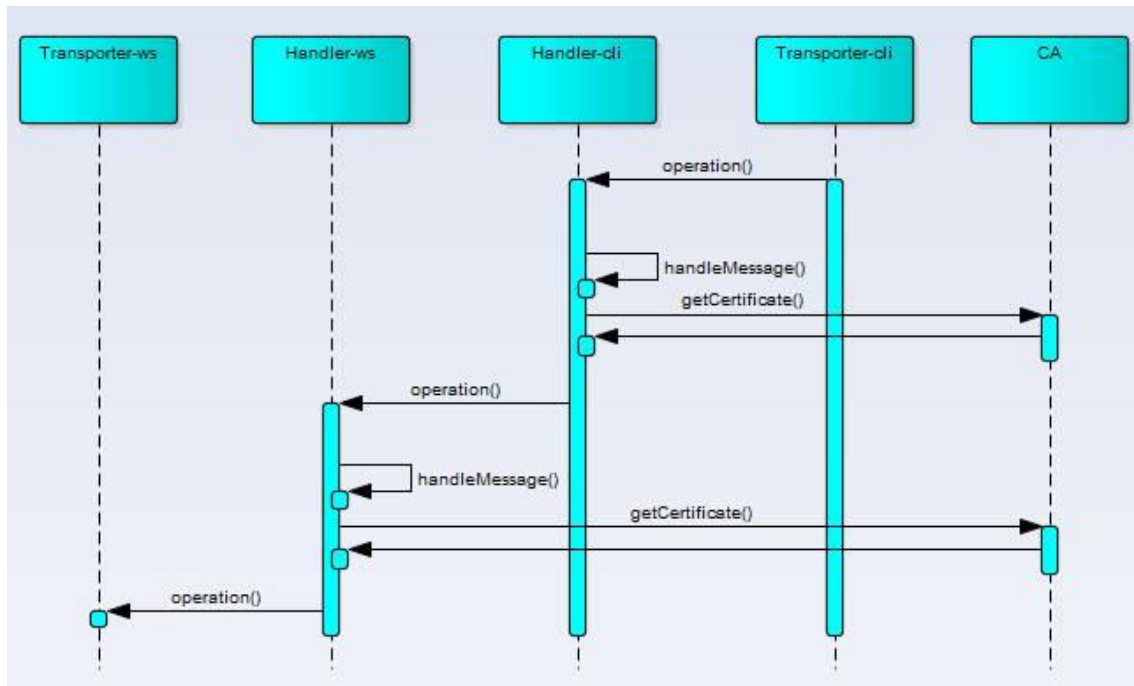 Transporter-ws
Handler-ws
Handler-cli
Transporter-cli
CA
operation()
handleMessage()
getCertificate()
operation()
handleMessage()
getCertificate()
operation()